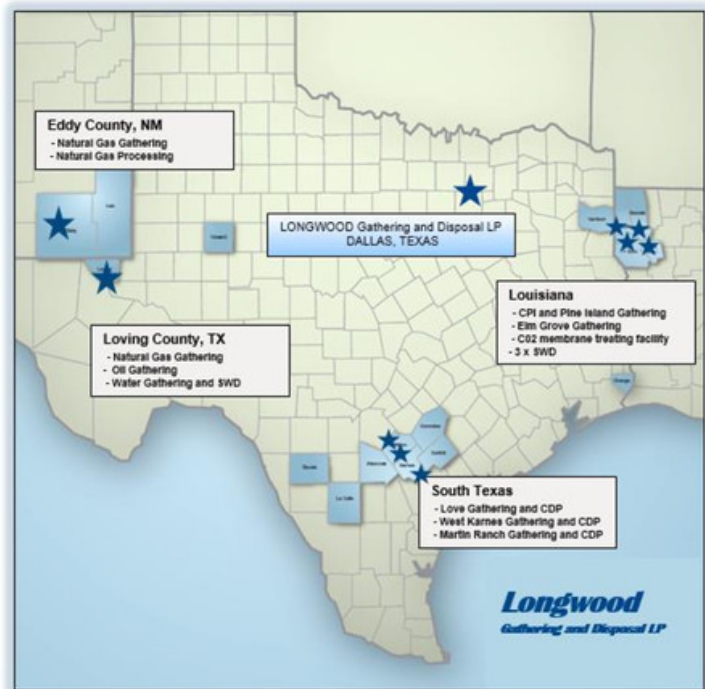 Eddy County, NM
- Natural Gas Gathering
- Natural Gas Processing
LONGWOOD Gathering and Disposal LP
DALLAS, TEXAS
Loving County, TX
- Natural Gas Gathering
- Oil Gathering
- Water Gathering and SWD
Louisiana
- CPI and Pine Island Gathering
- Elm Grove Gathering
- C02 membrane treating facility
- 3 x SWD
La Salle
South Texas
- Love Gathering and CDP
- West Karnes Gathering and CDP
- Martin Ranch Gathering and CDP
Longwood
Gathering and Disposal LP